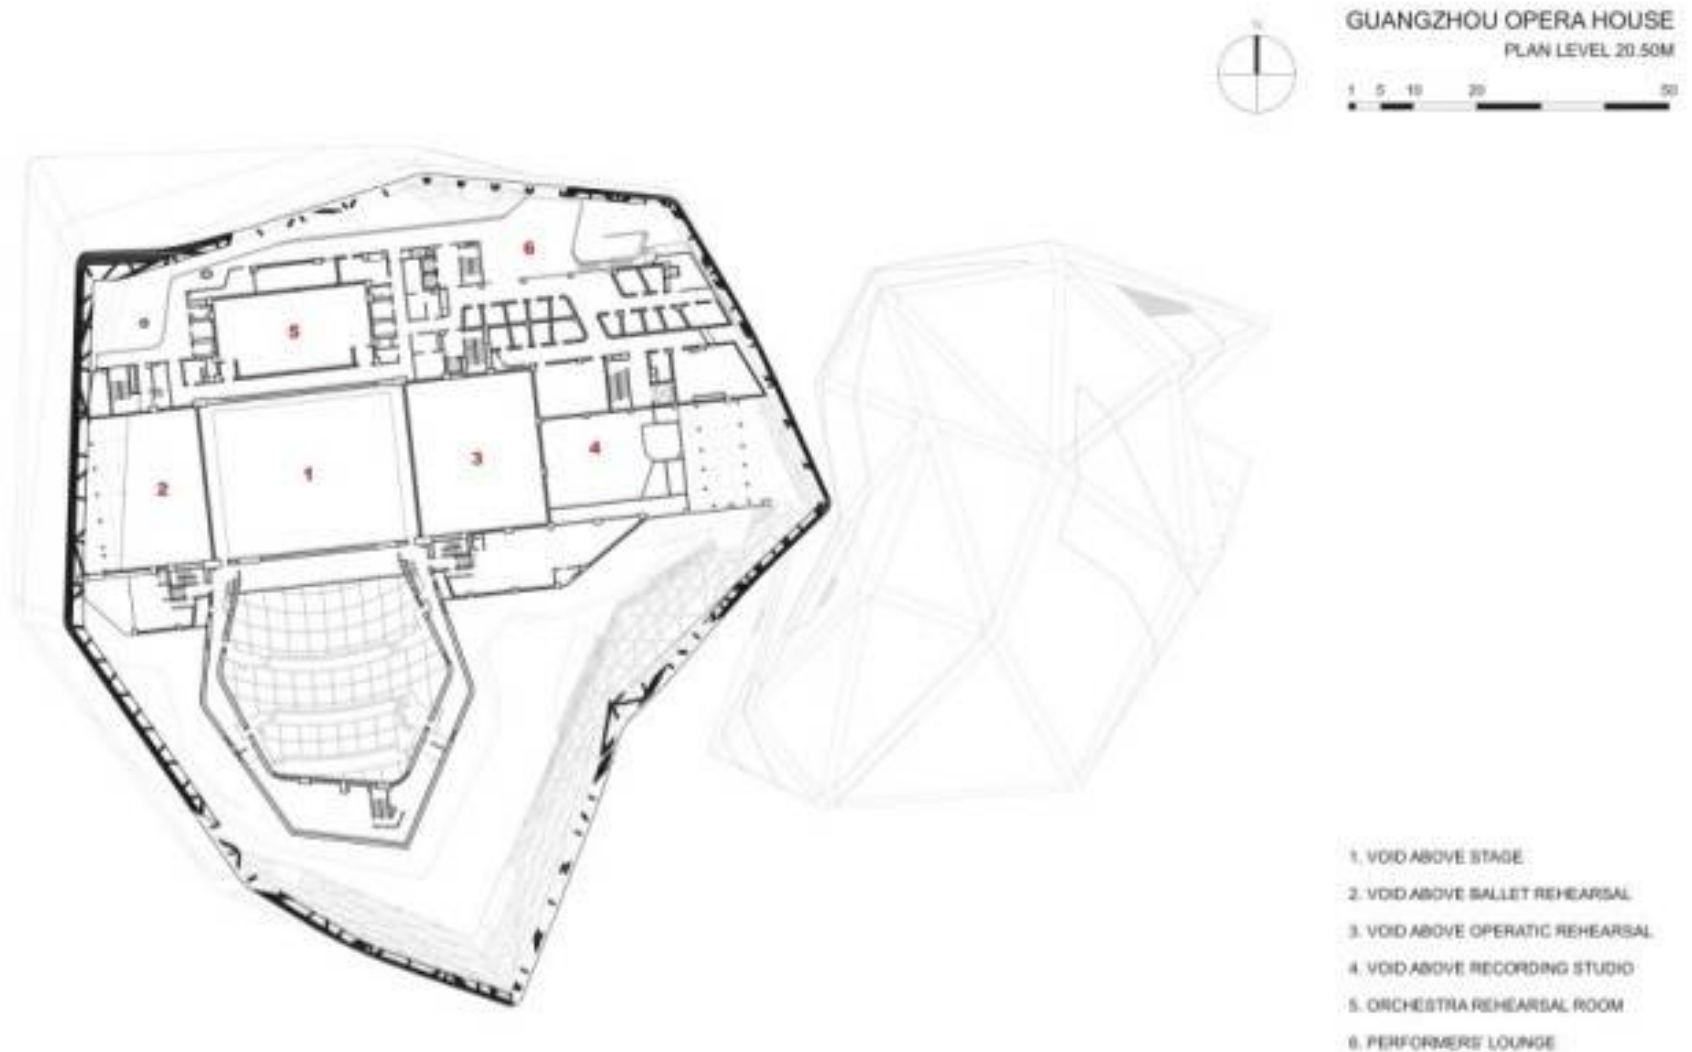 GUANGZHOU OPERA HOUSE
PLAN LEVEL 20.50M
N
1 5 10 20 50
6
5
4
3
1
2
1. VOID ABOVE STAGE
2. VOID ABOVE BALLET REHEARSAL
3. VOID ABOVE OPERATIC REHEARSAL
4. VOID ABOVE RECORDING STUDIO
5. ORCHESTRA REHEARSAL ROOM
6. PERFORMERS' LOUNGE